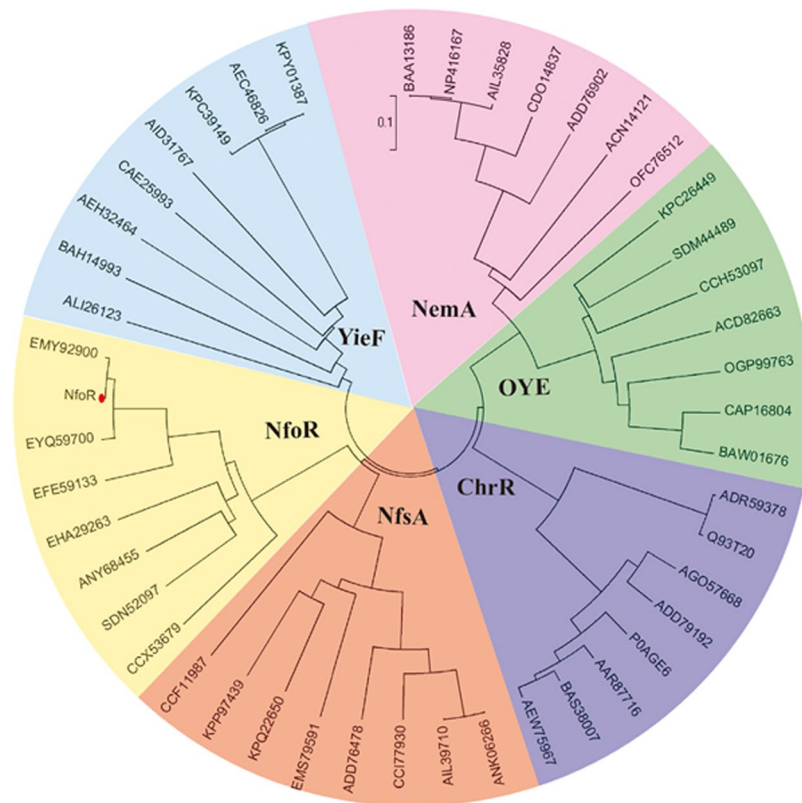 BAA13186
NP416167
AIL35828
CDO14837
ADD76902
ACN14121
OFC76512
0.1
NemA
KPC26449
SDM44489
CCH53097
ACD82663
OGP99763
CAP16804
BAW01676
OYE
ADR59378
Q93T20
AGO57668
ADD79192
P0AGE6
AAR87716
BAS38007
AEW75967
ChrR
ANK06266
AIL39710
CCI77930
ADD76478
EMS79591
KPQ22650
KPP97439
CCF11987
NfsA
CCX53679
SDN52097
ANY68455
EHA29263
EFE59133
EYQ59700
NfoR
EMY92900
NfoR
ALI26123
BAH14993
AEH32464
CAE25993
AID31767
KPC39149
AEC46826
KPY01387
YieF